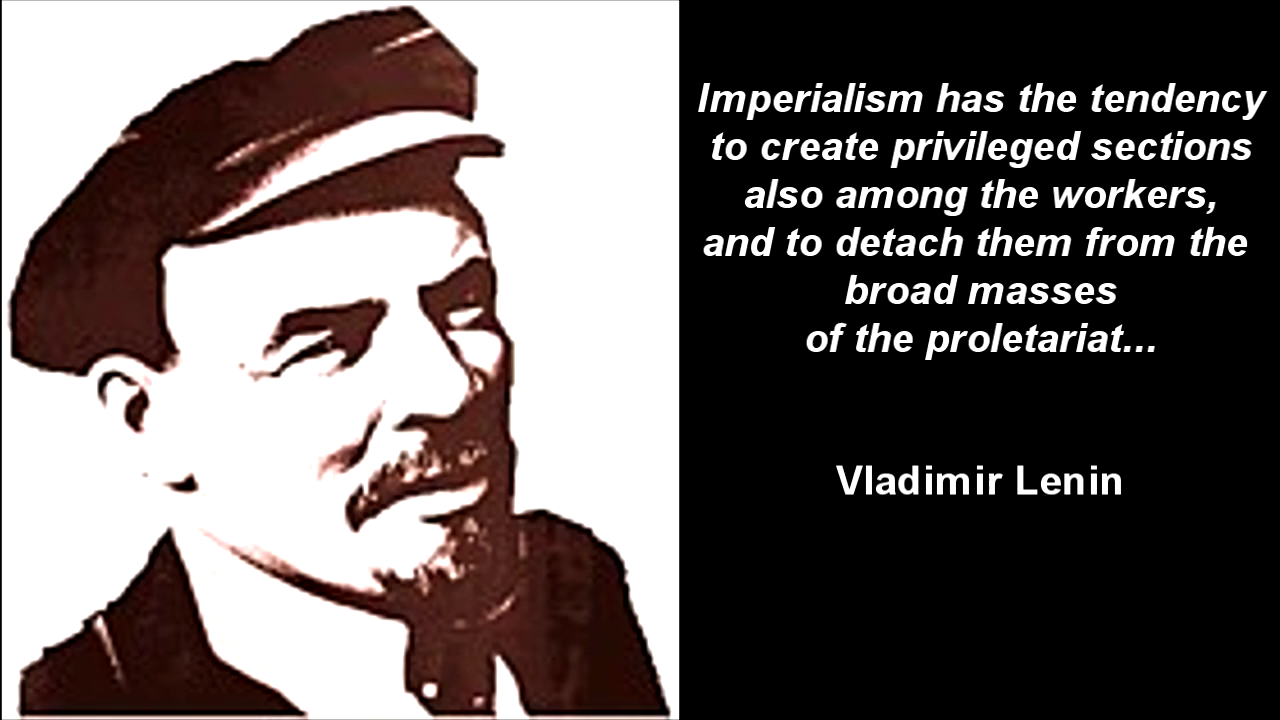 Imperialism has the tendency
to create privileged sections
also among the workers,
and to detach them from the
broad masses
of the proletariat...
Vladimir Lenin